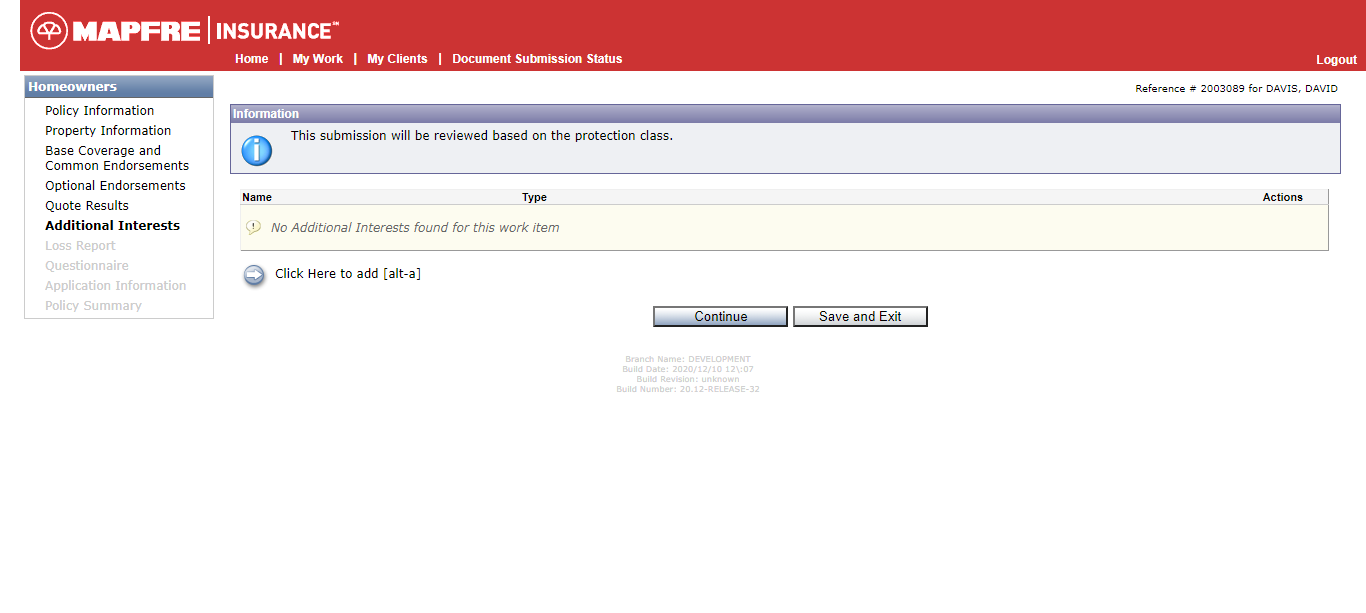 MAPFRE | INSURANCE℠
Home | My Work | My Clients | Document Submission Status
Logout
Homeowners
Policy Information
Property Information
Base Coverage and
Common Endorsements
Optional Endorsements
Quote Results
Additional Interests
Loss Report
Questionnaire
Application Information
Policy Summary
Reference # 2003089 for DAVIS, DAVID
Information
This submission will be reviewed based on the protection class.
Name Type Actions
No Additional Interests found for this work item
Click Here to add [alt-a]
Continue Save and Exit
Branch Name: DEVELOPMENT
Build Date: 2020/12/10 12\:07
Build Revision: unknown
Build Number: 20.12-RELEASE-32